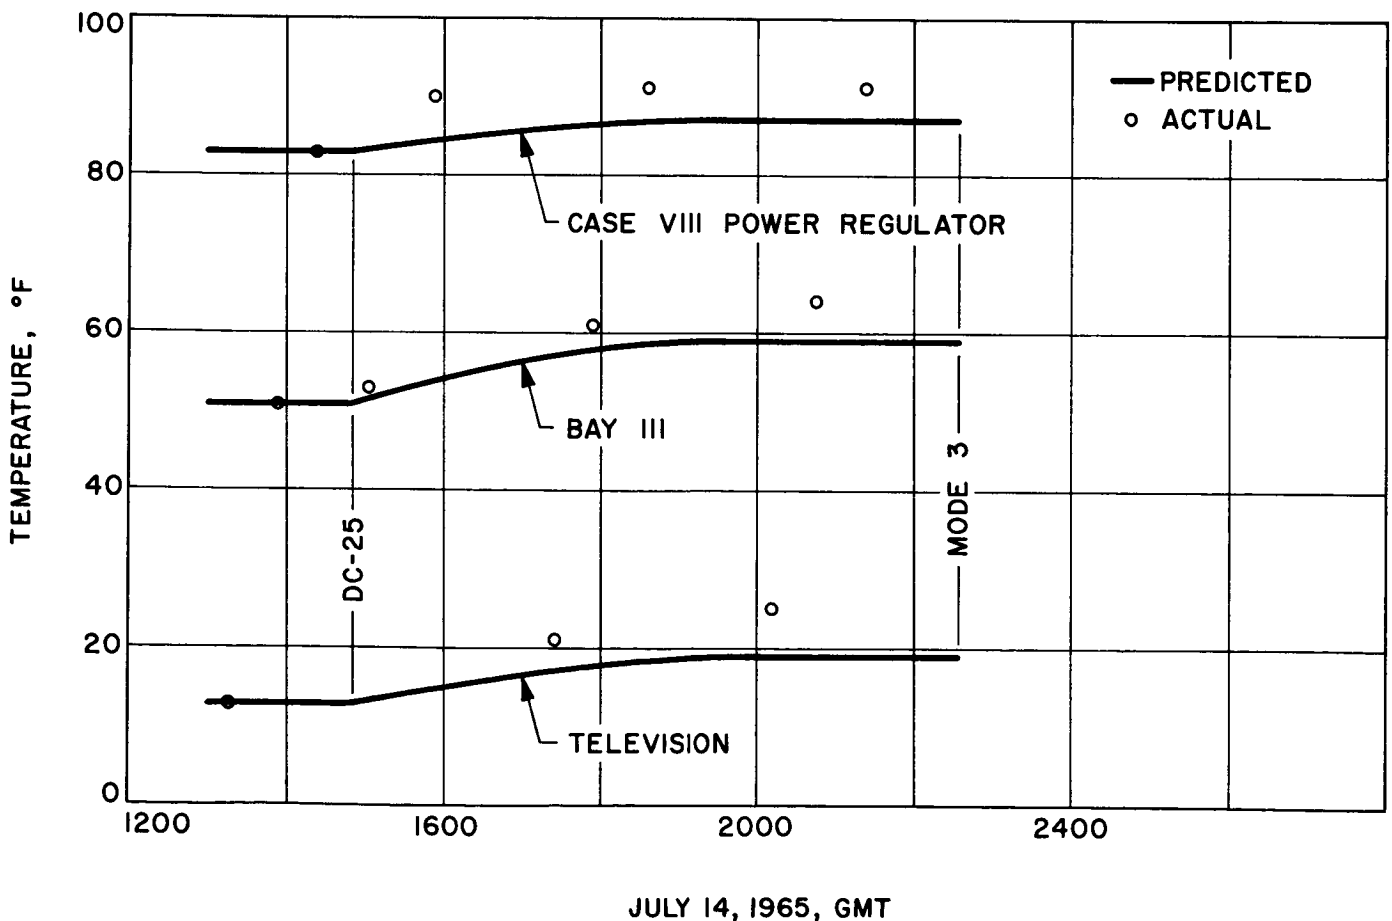 100
PREDICTED
ACTUAL
80
CASE VIII POWER REGULATOR
TEMPERATURE, °F
60
BAY III
40
MODE 3
DC-25
20
TELEVISION
0
1200 1600 2000 2400
JULY 14, 1965, GMT